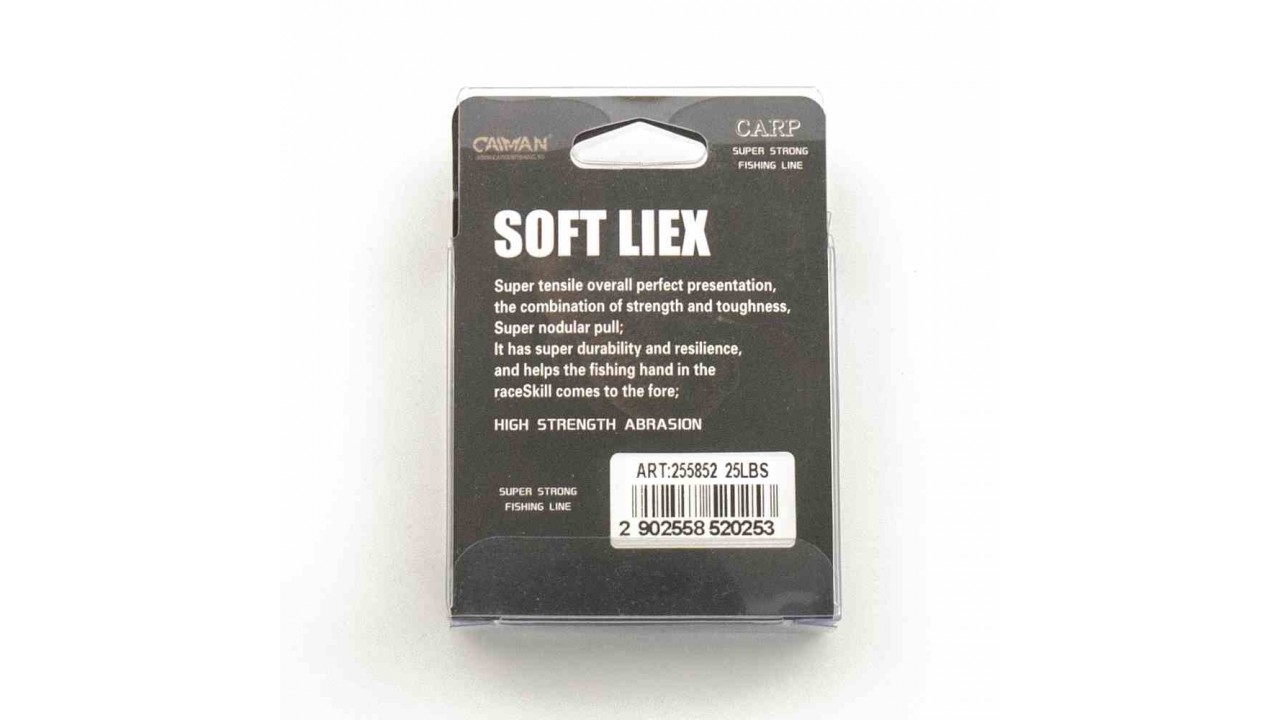 CAIMAN
CARP
SUPER STRONG
FISHING LINE
SOFT LIEX
Super tensile overall perfect presentation,
the combination of strength and toughness,
Super nodular pull;
It has super durability and resilience,
and helps the fishing hand in the
raceSkill comes to the fore;
HIGH STRENGTH ABRASION
SUPER STRONG
FISHING LINE
ART:255852 25LBS
2 902558 520253